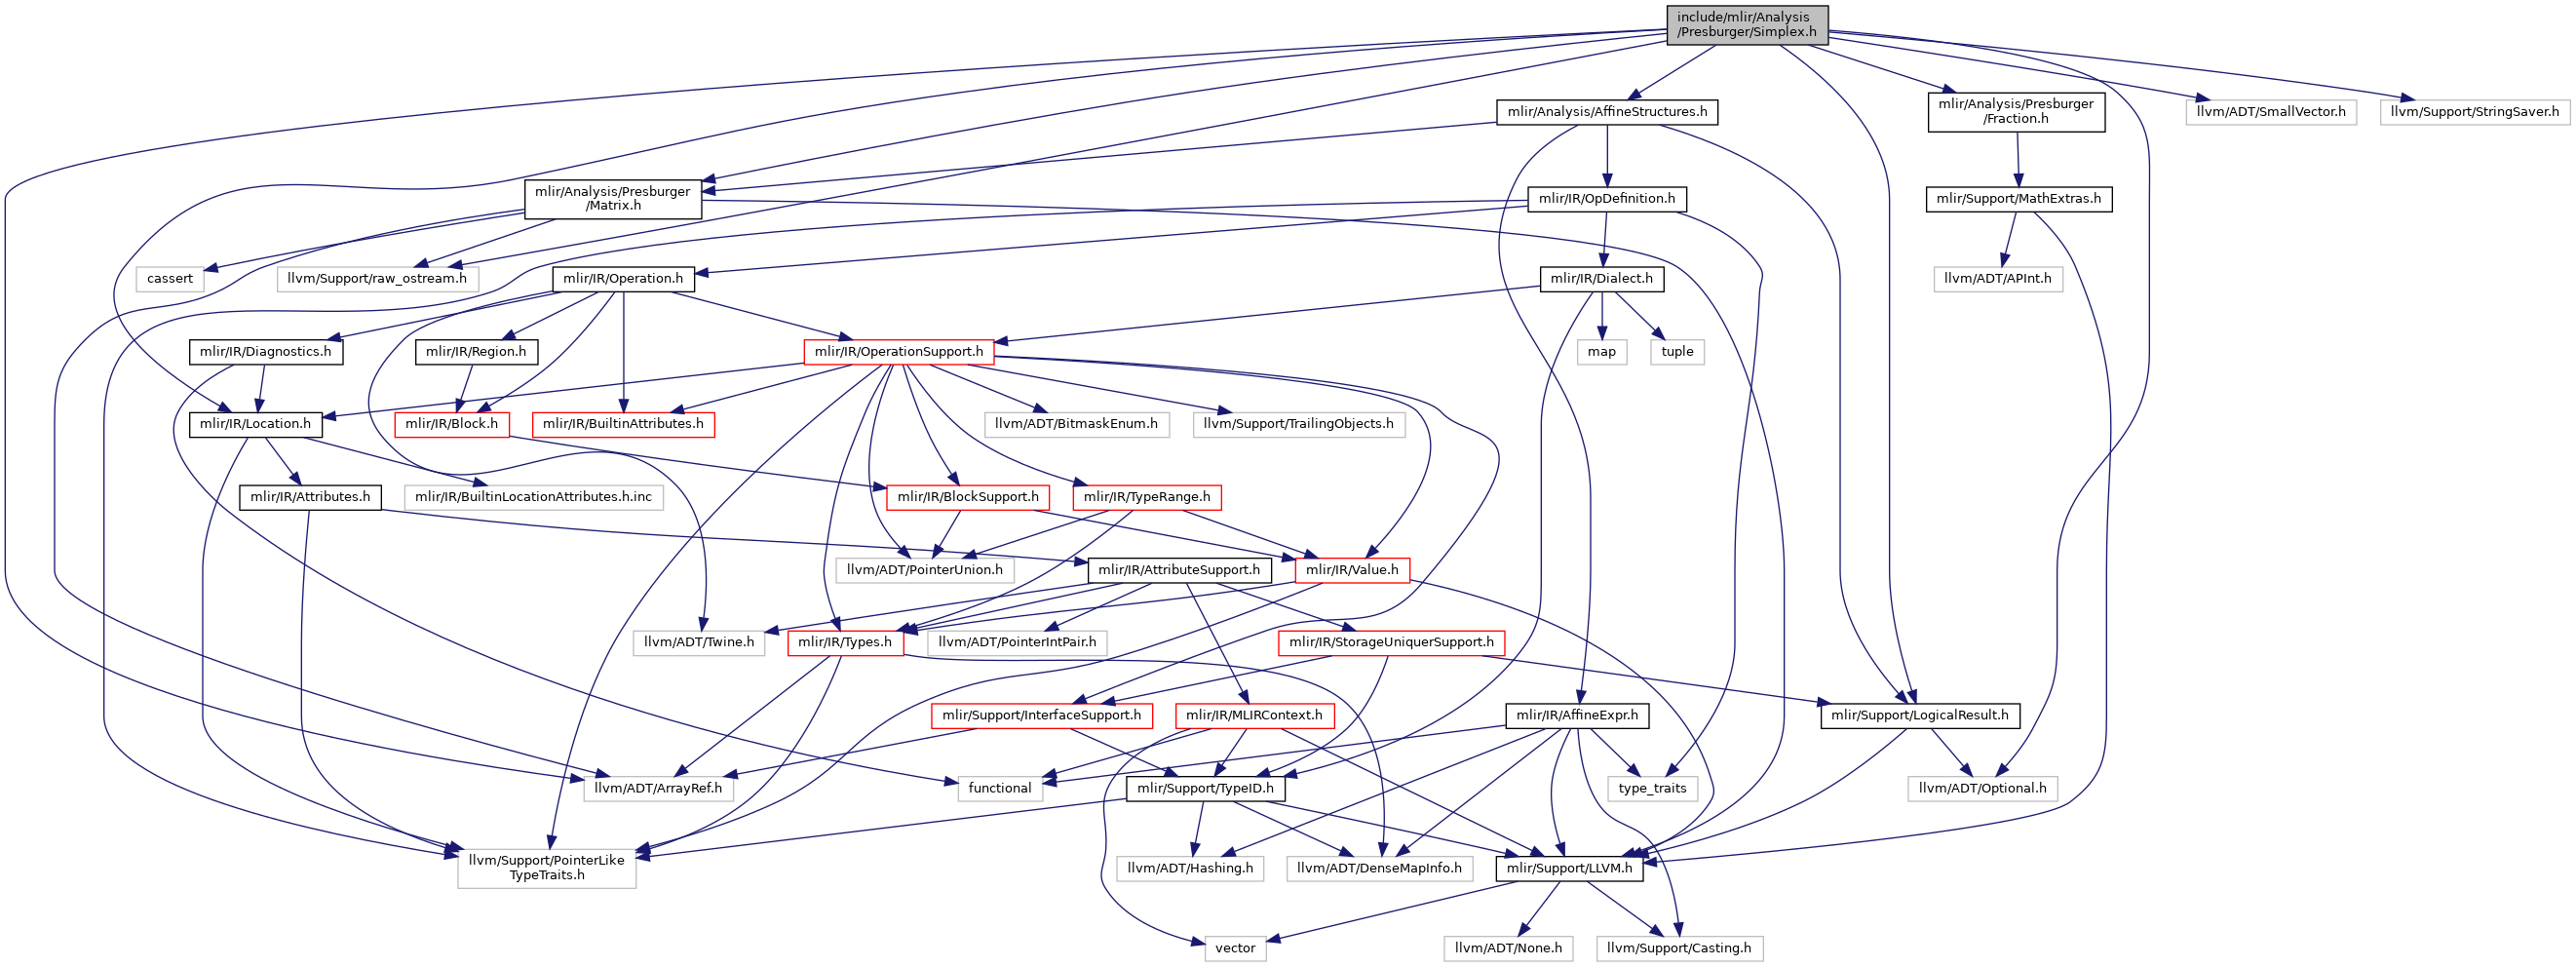 include/mlir/Analysis
/Presburger/Simplex.h
mlir/Analysis/AffineStructures.h
mlir/Analysis/Presburger
/Fraction.h
llvm/ADT/SmallVector.h
llvm/Support/StringSaver.h
mlir/Analysis/Presburger
/Matrix.h
mlir/IR/OpDefinition.h
mlir/Support/MathExtras.h
cassert
llvm/Support/raw_ostream.h
mlir/IR/Operation.h
mlir/IR/Dialect.h
llvm/ADT/APInt.h
mlir/IR/Diagnostics.h
mlir/IR/Region.h
mlir/IR/OperationSupport.h
map
tuple
mlir/IR/Location.h
mlir/IR/Block.h
mlir/IR/BuiltinAttributes.h
llvm/ADT/BitmaskEnum.h
llvm/Support/TrailingObjects.h
mlir/IR/Attributes.h
mlir/IR/BuiltinLocationAttributes.h.inc
mlir/IR/BlockSupport.h
mlir/IR/TypeRange.h
llvm/ADT/PointerUnion.h
mlir/IR/AttributeSupport.h
mlir/IR/Value.h
llvm/ADT/Twine.h
mlir/IR/Types.h
llvm/ADT/PointerIntPair.h
mlir/IR/StorageUniquerSupport.h
mlir/Support/InterfaceSupport.h
mlir/IR/MLIRContext.h
mlir/IR/AffineExpr.h
mlir/Support/LogicalResult.h
llvm/ADT/ArrayRef.h
functional
mlir/Support/TypeID.h
type_traits
llvm/ADT/Optional.h
llvm/Support/PointerLike
TypeTraits.h
llvm/ADT/Hashing.h
llvm/ADT/DenseMapInfo.h
mlir/Support/LLVM.h
vector
llvm/ADT/None.h
llvm/Support/Casting.h